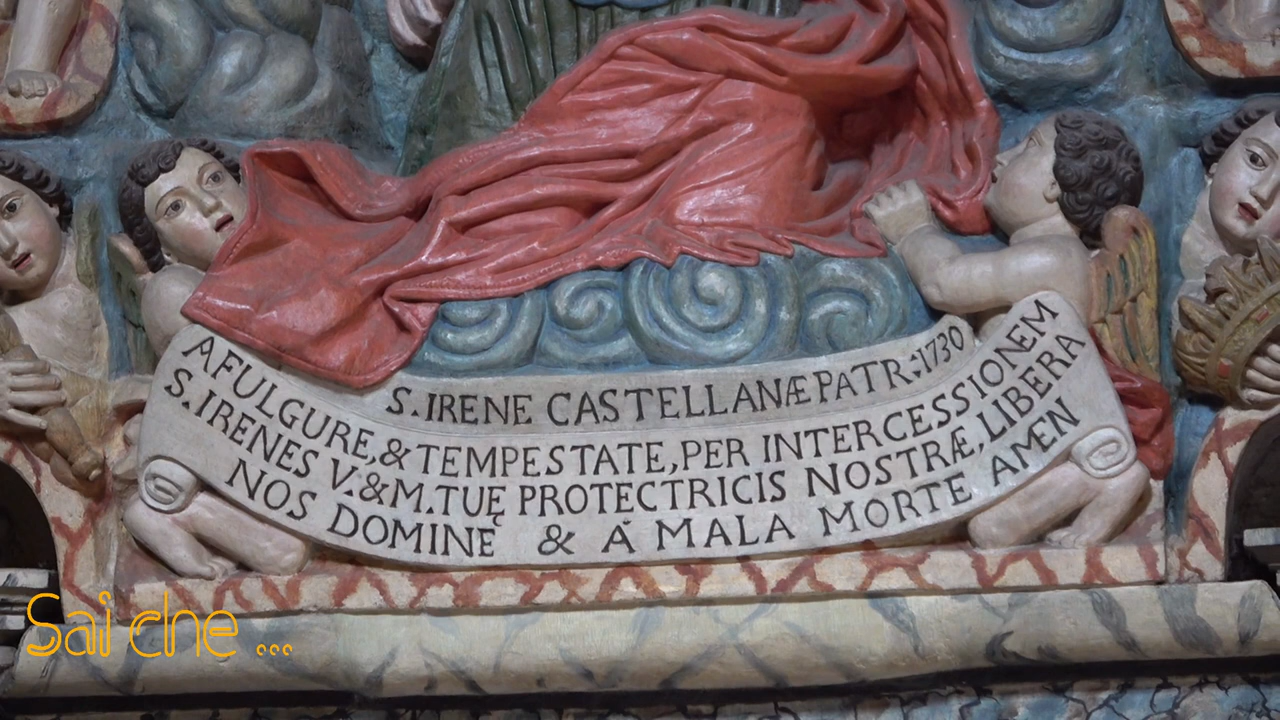 S. IRENE CASTELLANÆ PATR: 1730
A FULGURE, & TEMPESTATE, PER INTERCESSIONEM
S. IRENES V. & M. TUĘ PROTECTRICIS NOSTRÆ, LIBERA
NOS DOMINE & Á MALA MORTE AMEN
Sai che ...